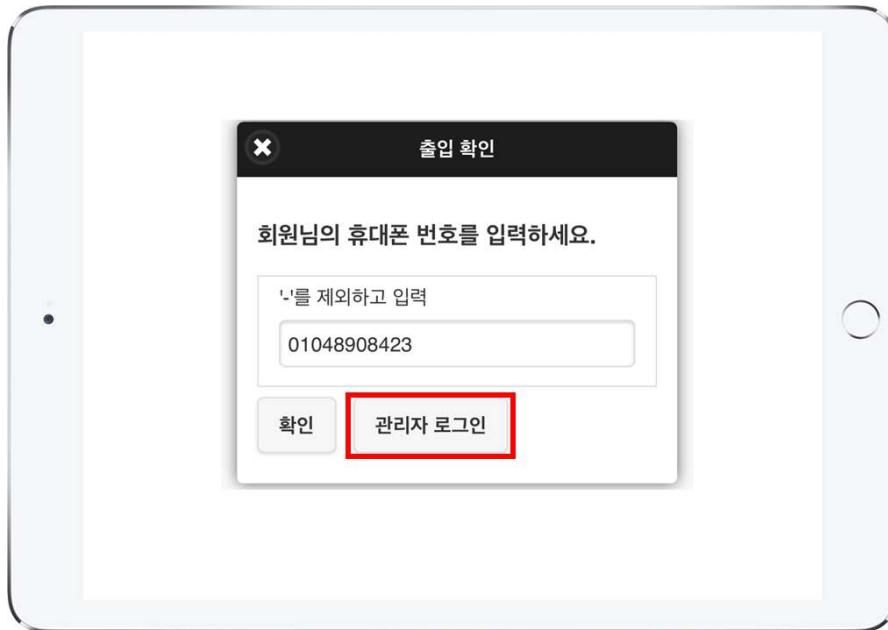 출입 확인
회원님의 휴대폰 번호를 입력하세요.
'-'를 제외하고 입력
01048908423
확인
관리자 로그인